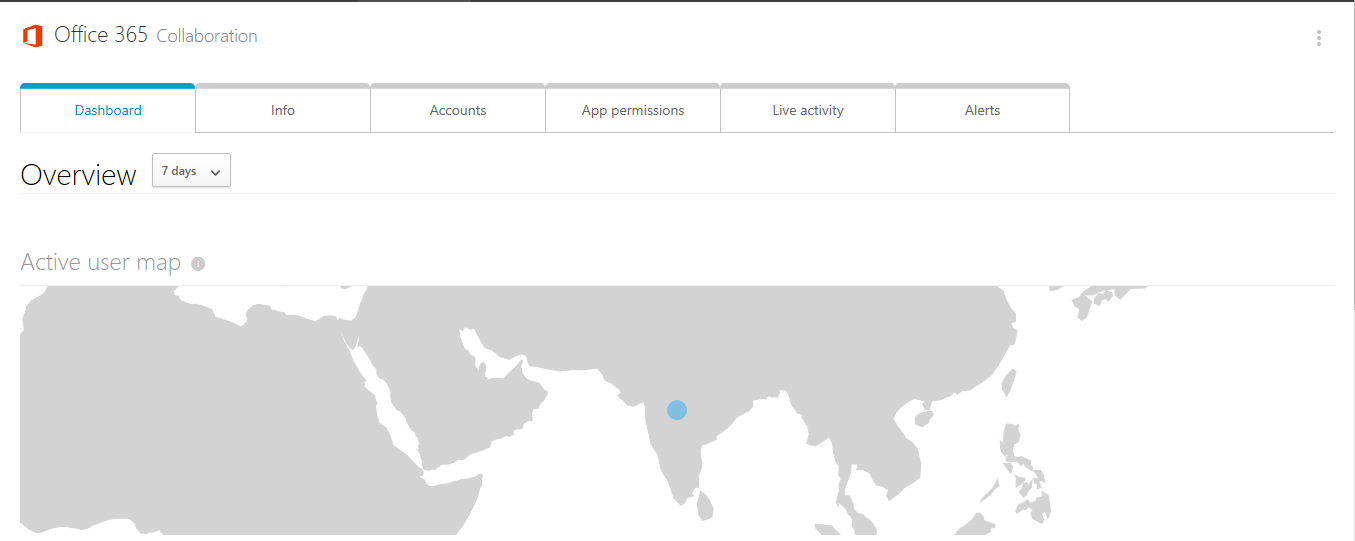 Office 365 Collaboration
Dashboard Info Accounts App permissions Live activity Alerts
Overview 7 days
Active user map